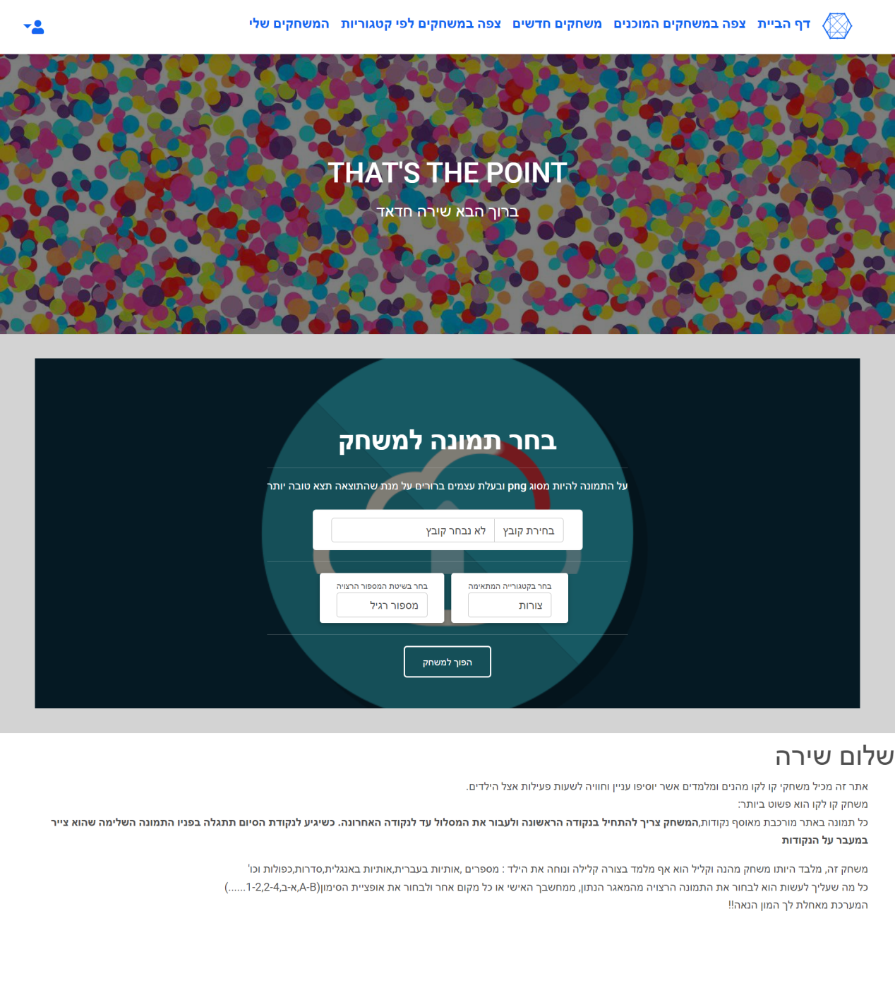 דף הביית   צפה במשחקים המוכנים   משחקים חדשים   צפה במשחקים לפי קטגוריות   המשחקים שלי
THAT'S THE POINT
ברוך הבא שירה חדאד
בחר תמונה למשחק
על התמונה להיות מסוג png ובעלת עצמים ברורים על מנת שהתוצאה תצא טובה יותר
בחירת קובץ   לא נבחר קובץ
בחר בקטגורייה המתאימה   בחר בשיטת המספור הרצויה
צורות   מספור רגיל
הפוך למשחק
שלום שירה
אתר זה מכיל משחקי קו לקו מהנים ומלמדים אשר יוסיפו עניין וחוויה לשעות פעילות אצל הילדים.
משחק קו לקו הוא פשוט ביותר:
כל תמונה באתר מורכבת מאוסף נקודות,המשחק צריך להתחיל בנקודה הראשונה ולעבור את המסלול עד לנקודה האחרונה. כשיגיע לנקודת הסיום תתגלה בפניו התמונה השלימה שהוא צייר
במעבר על הנקודות
משחק זה, מלבד היותו משחק מהנה וקליל הוא אף מלמד בצורה קלילה ונוחה את הילד : מספרים ,אותיות בעברית,אותיות באנגלית,סדרות,כפולות וכו'
כל מה שעליך לעשות הוא לבחור את התמונה הרצויה מהמאגר הנתון, ממחשבך האישי או כל מקום אחר ולבחור את אופציית הסימון(A-B,א-ב,1-2,2-4......)
המערכת מאחלת לך המון הנאה!!